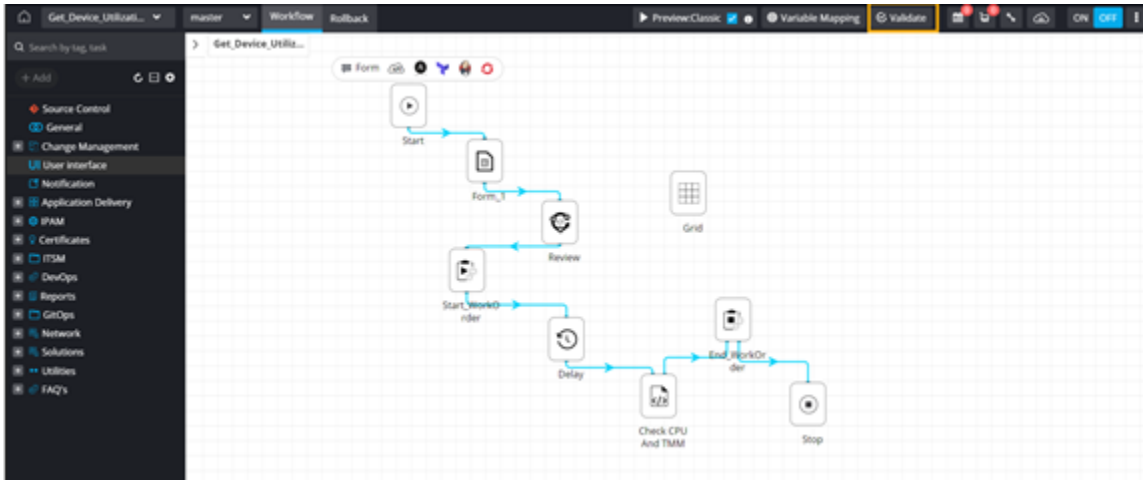 Get_Device_Utilizati...
master
Workflow
Rollback
Preview:Classic
Variable Mapping
Validate
ON
OFF
Search by tag, task
Get_Device_Utiliz...
+ Add
Form
Source Control
General
Change Management
UI User interface
Notification
Application Delivery
IPAM
Certificates
ITSM
DevOps
Reports
GitOps
Network
Solutions
Utilities
FAQ's
Start
Form_1
Grid
Review
Start_WorkO
rder
End_WorkOr
der
Delay
Check CPU
And TMM
Stop